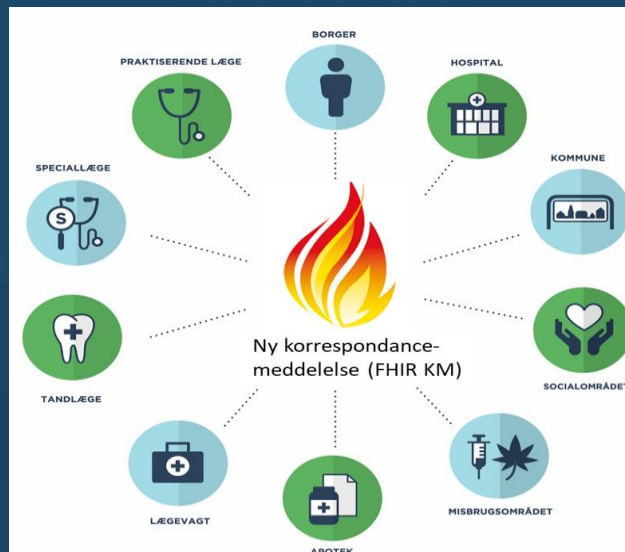 BORGER
PRAKTISERENDE LÆGE
HOSPITAL
SPECIALLÆGE
KOMMUNE
S
Ny korrespondance-
meddelelse (FHIR KM)
TANDLÆGE
SOCIALOMRÅDET
LÆGEVAGT
MISBRUGSOMRÅDET
APOTEK